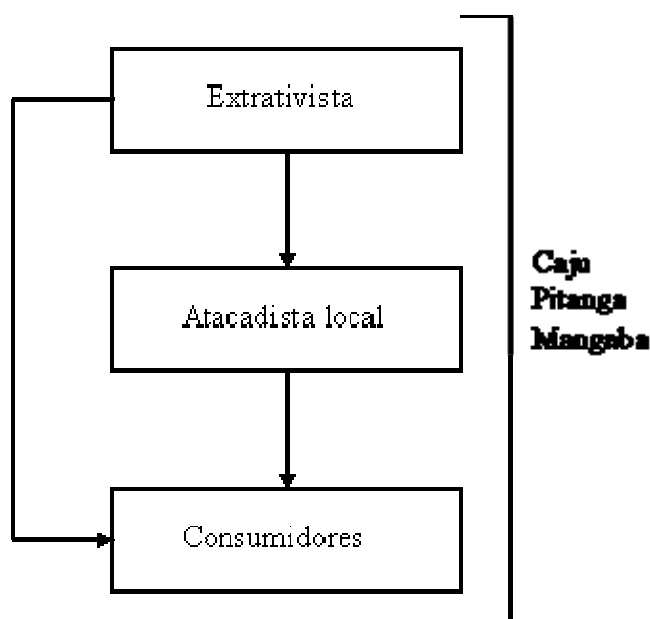 Extrativista
Atacadista local
Consumidores
Caju
Pitanga
Mangaba